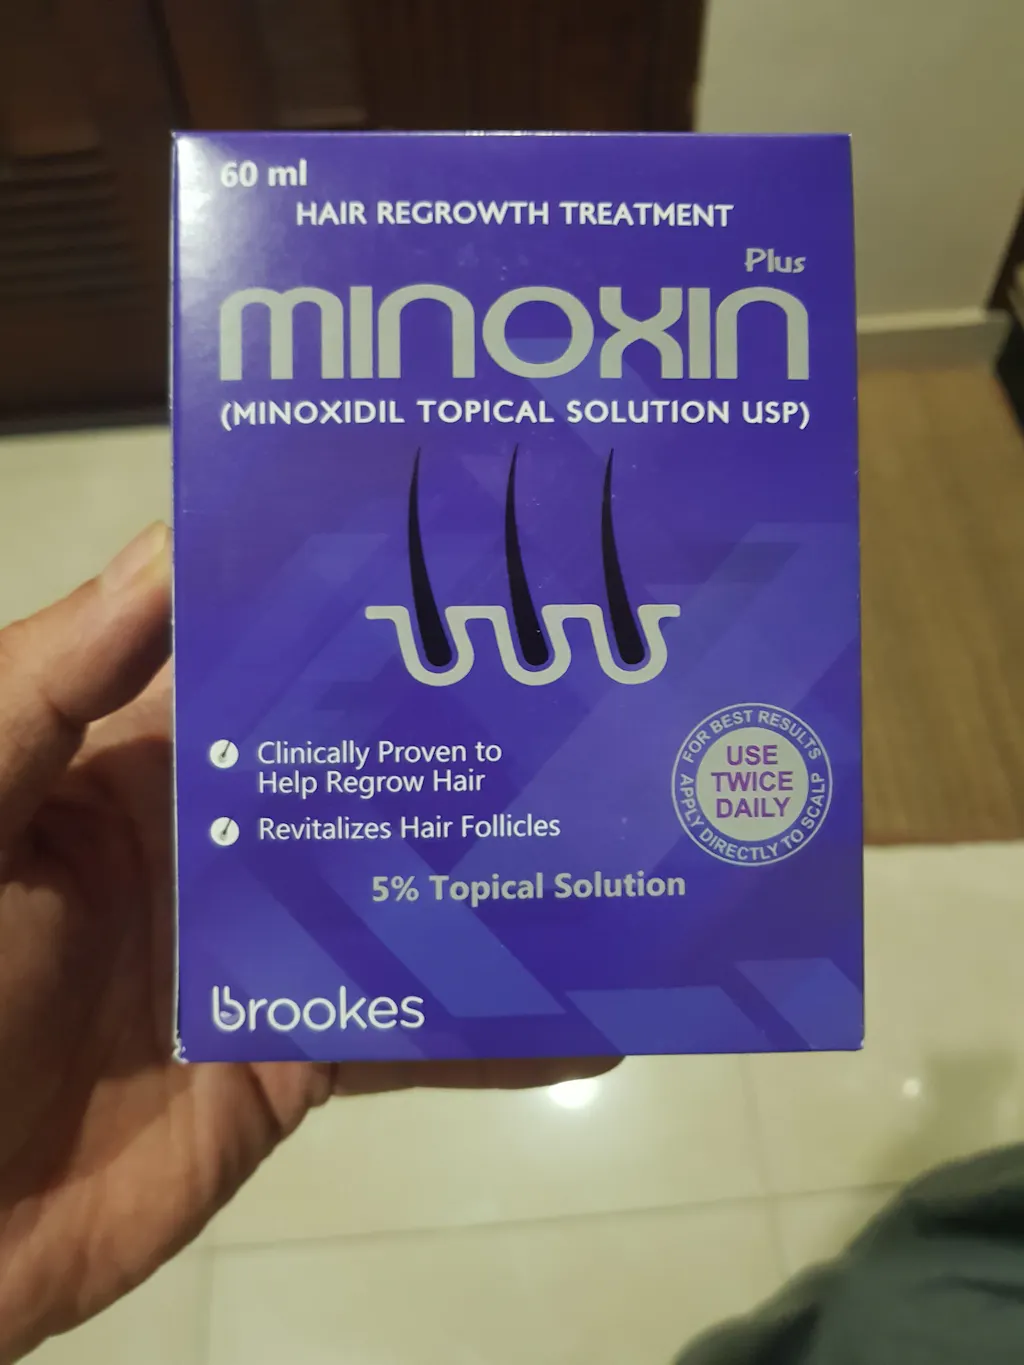 60 ml
HAIR REGROWTH TREATMENT
Plus
MINOXIN
(MINOXIDIL TOPICAL SOLUTION USP)
Clinically Proven to
Help Regrow Hair
Revitalizes Hair Follicles
FOR BEST RESULTS
USE
TWICE
DAILY
APPLY DIRECTLY TO SCALP
5% Topical Solution
brookes